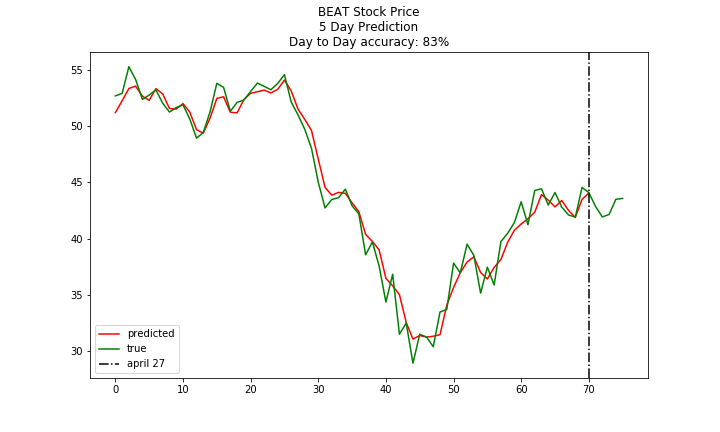 BEAT Stock Price
5 Day Prediction
Day to Day accuracy: 83%
55
50
45
40
35
30
predicted
true
april 27
0 10 20 30 40 50 60 70